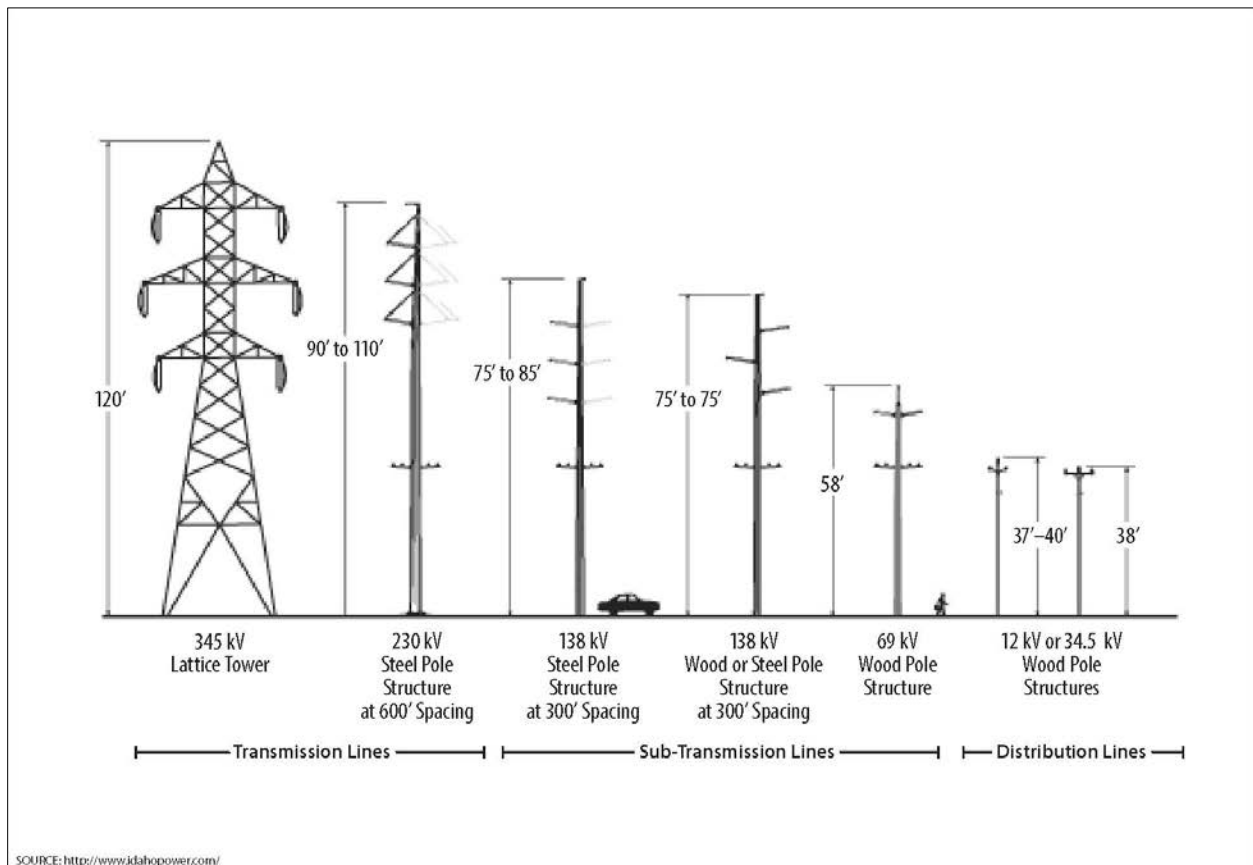 120’
90’ to 110’
75’ to 85’
75’ to 75’
58’
37’–40’
38’
345 kV
Lattice Tower
230 kV
Steel Pole
Structure
at 600’ Spacing
138 kV
Steel Pole
Structure
at 300’ Spacing
138 kV
Wood or Steel Pole
Structure
at 300’ Spacing
69 kV
Wood Pole
Structure
12 kV or 34.5 kV
Wood Pole
Structures
Transmission Lines
Sub-Transmission Lines
Distribution Lines
SOURCE: http://www.idahopower.com/